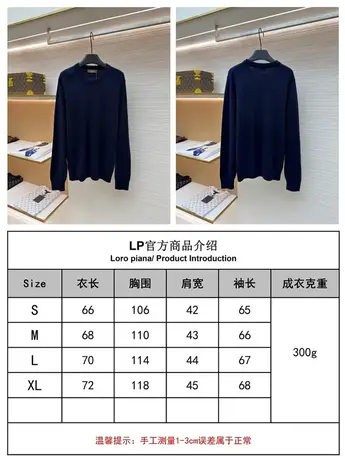 LP官方商品介绍
Loro piana/ Product Introduction
Size 衣长 胸围 肩宽 袖长 成衣克重
S 66 106 42 65
M 68 110 43 66
L 70 114 44 67
XL 72 118 45 68
300g
温馨提示：手工测量1-3cm误差属于正常